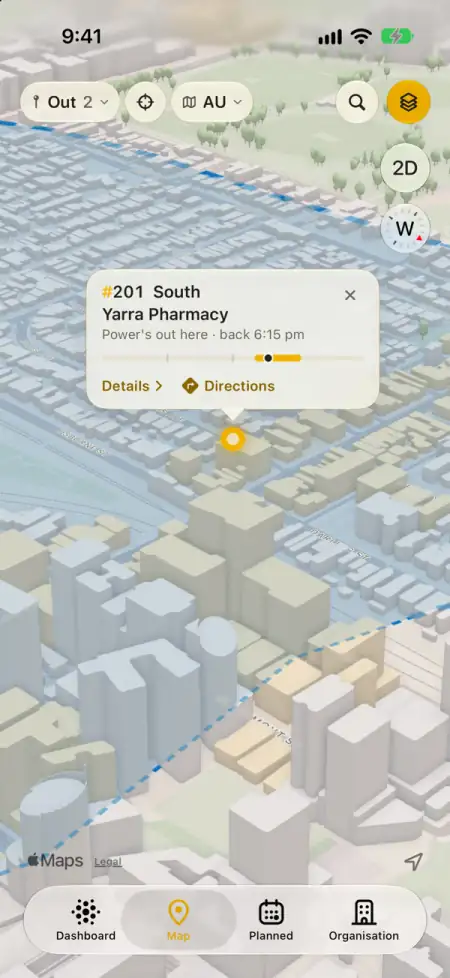 9:41
Out 2
AU
2D
W
#201 South
Yarra Pharmacy
Power's out here · back 6:15 pm
Details
Directions
Maps
Legal
Dashboard
Map
Planned
Organisation